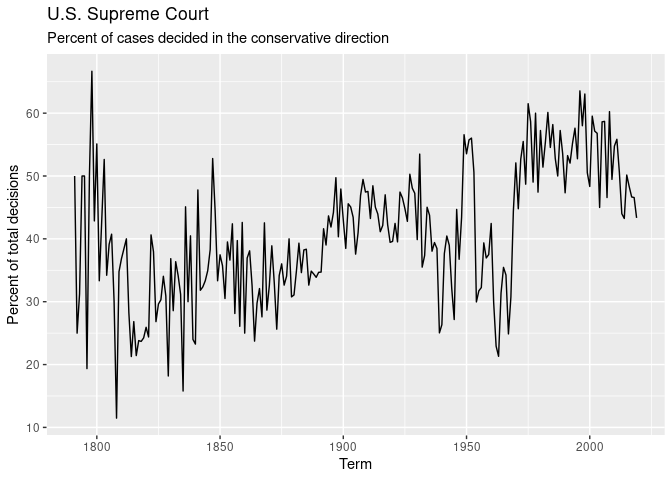 U.S. Supreme Court
Percent of cases decided in the conservative direction
Percent of total decisions
60
50
40
30
20
10
1800 1850 1900 1950 2000
Term